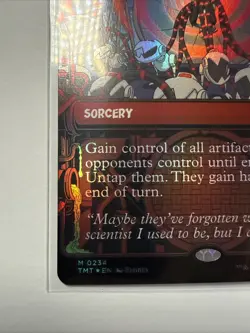 SORCERY
Gain control of all artifac
opponents control until en
Untap them. They gain ha
end of turn.
"Maybe they've forgotten w
scientist I used to be, but I
M 0234
TMT ★ EN